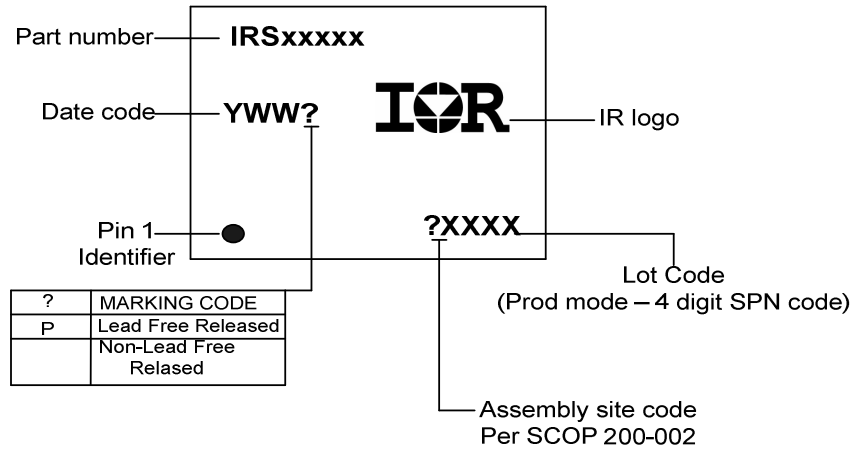 Part number
IRSxxxxx
Date code
YWW?
IOR
IR logo
Pin 1
Identifier
?XXXX
Lot Code
(Prod mode – 4 digit SPN code)
? MARKING CODE
P Lead Free Released
Non-Lead Free
Relased
Assembly site code
Per SCOP 200-002